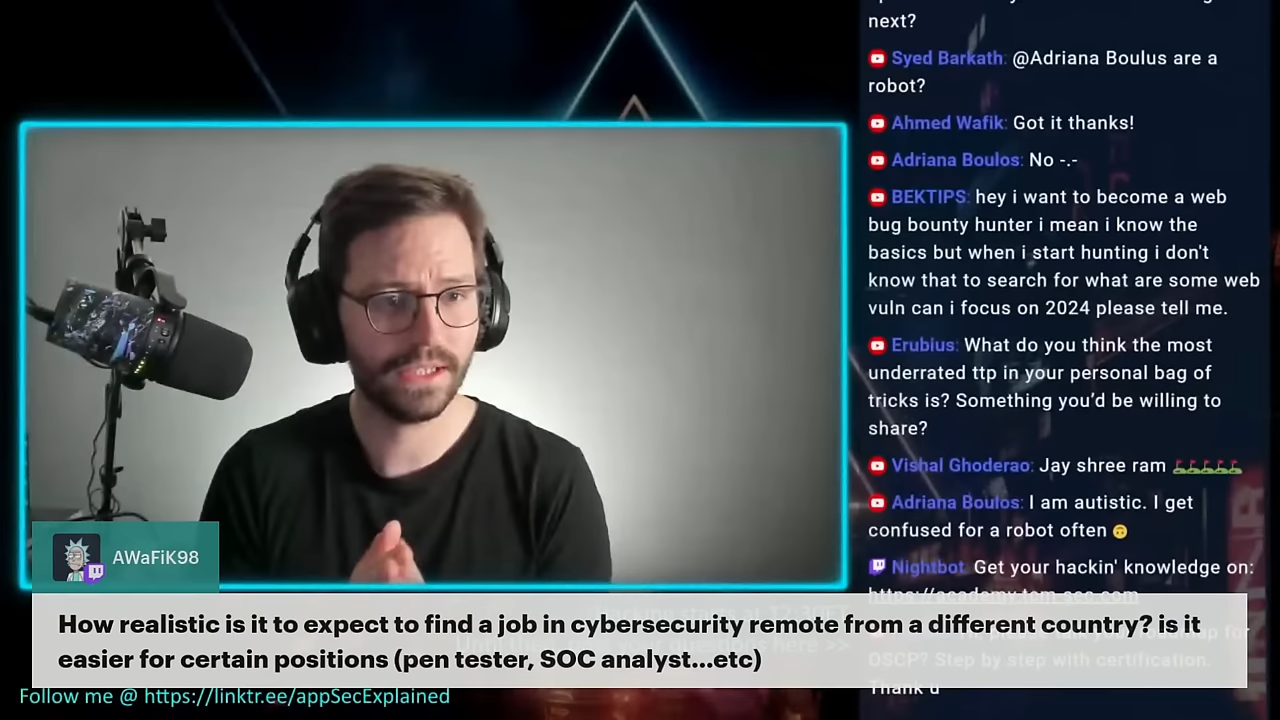 next?
Syed Barkath: @Adriana Boulus are a
robot?
Ahmed Wafik: Got it thanks!
Adriana Boulos: No -.-
BEKTIPS: hey i want to become a web
bug bounty hunter i mean i know the
basics but when i start hunting i don't
know that to search for what are some web
vuln can i focus on 2024 please tell me.
Erubius: What do you think the most
underrated ttp in your personal bag of
tricks is? Something you'd be willing to
share?
Vishal Ghoderao: Jay shree ram ⛳⛳⛳⛳⛳
Adriana Boulos: I am autistic. I get
confused for a robot often 🙃
Nightbot: Get your hackin' knowledge on:
https://academy.tcm-sec.com
for
OSCP? Step by step with certification.
Thank u
AWaFiK98
How realistic is it to expect to find a job in cybersecurity remote from a different country? is it
easier for certain positions (pen tester, SOC analyst...etc)
Follow me @ https://linktr.ee/appSecExplained